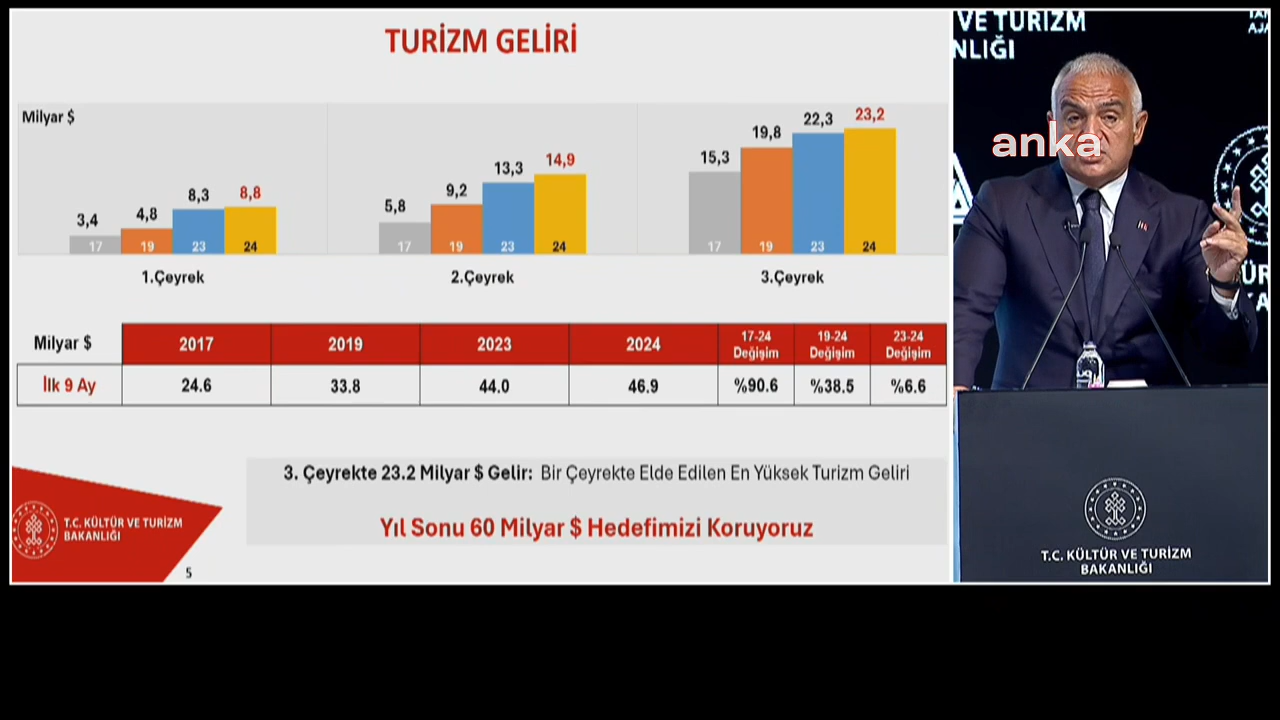 TURİZM GELİRİ
Milyar $
3,4
4,8
8,3
8,8
17
19
23
24
1.Çeyrek
5,8
9,2
13,3
14,9
17
19
23
24
2.Çeyrek
15,3
19,8
22,3
23,2
17
19
23
24
3.Çeyrek
Milyar $ 2017 2019 2023 2024 17-24 Değişim 19-24 Değişim 23-24 Değişim
İlk 9 Ay 24.6 33.8 44.0 46.9 %90.6 %38.5 %6.6
3. Çeyrekte 23.2 Milyar $ Gelir: Bir Çeyrekte Elde Edilen En Yüksek Turizm Geliri
Yıl Sonu 60 Milyar $ Hedefimizi Koruyoruz
T.C. KÜLTÜR VE TURİZM
BAKANLIĞI
5
VE TURİZM
NLIĞI
anka
T.C. KÜLTÜR VE TURİZM
BAKANLIĞI